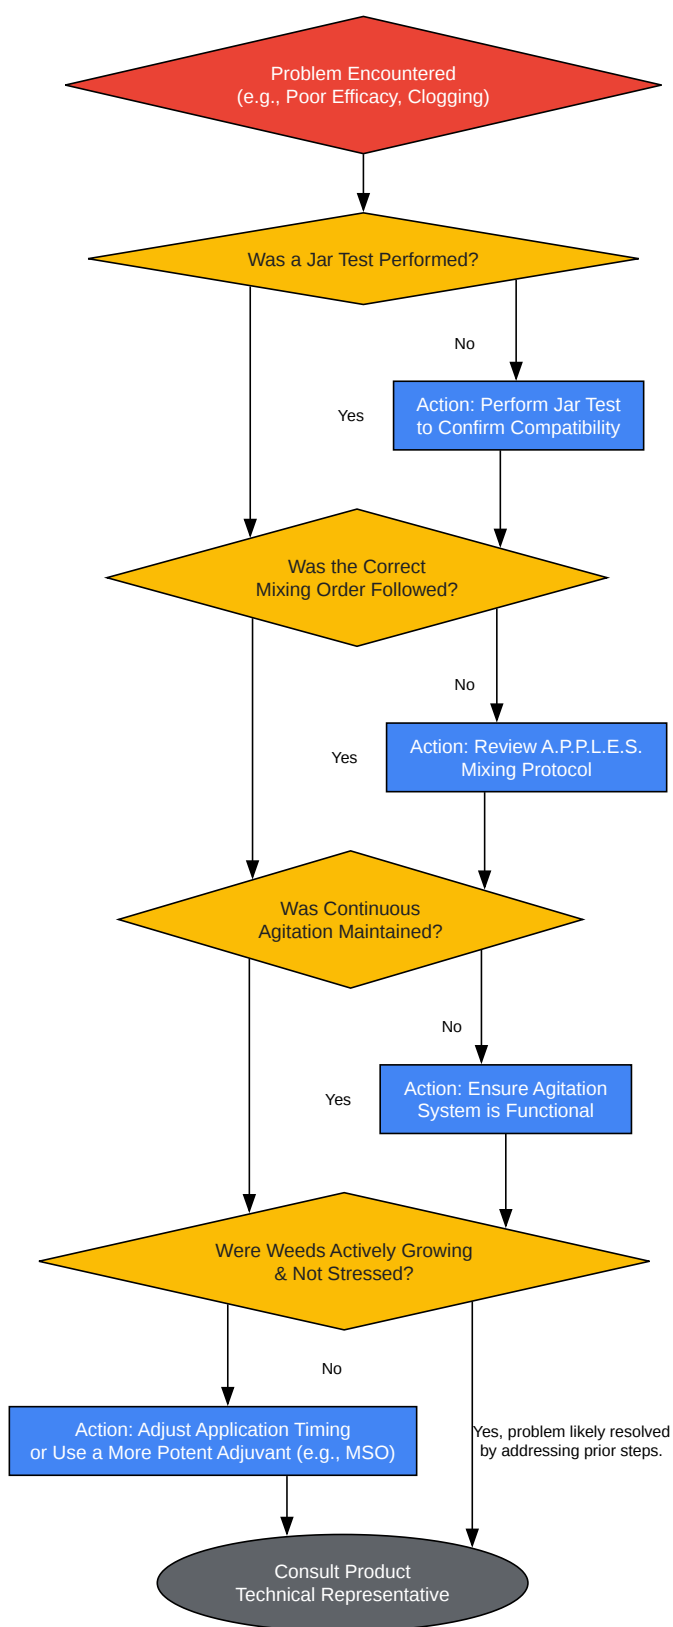 Problem Encountered
(e.g., Poor Efficacy, Clogging)
Was a Jar Test Performed?
No
Yes
Action: Perform Jar Test
to Confirm Compatibility
Was the Correct
Mixing Order Followed?
No
Yes
Action: Review A.P.P.L.E.S.
Mixing Protocol
Was Continuous
Agitation Maintained?
No
Yes
Action: Ensure Agitation
System is Functional
Were Weeds Actively Growing
& Not Stressed?
No
Action: Adjust Application Timing
or Use a More Potent Adjuvant (e.g., MSO)
Yes, problem likely resolved
by addressing prior steps.
Consult Product
Technical Representative